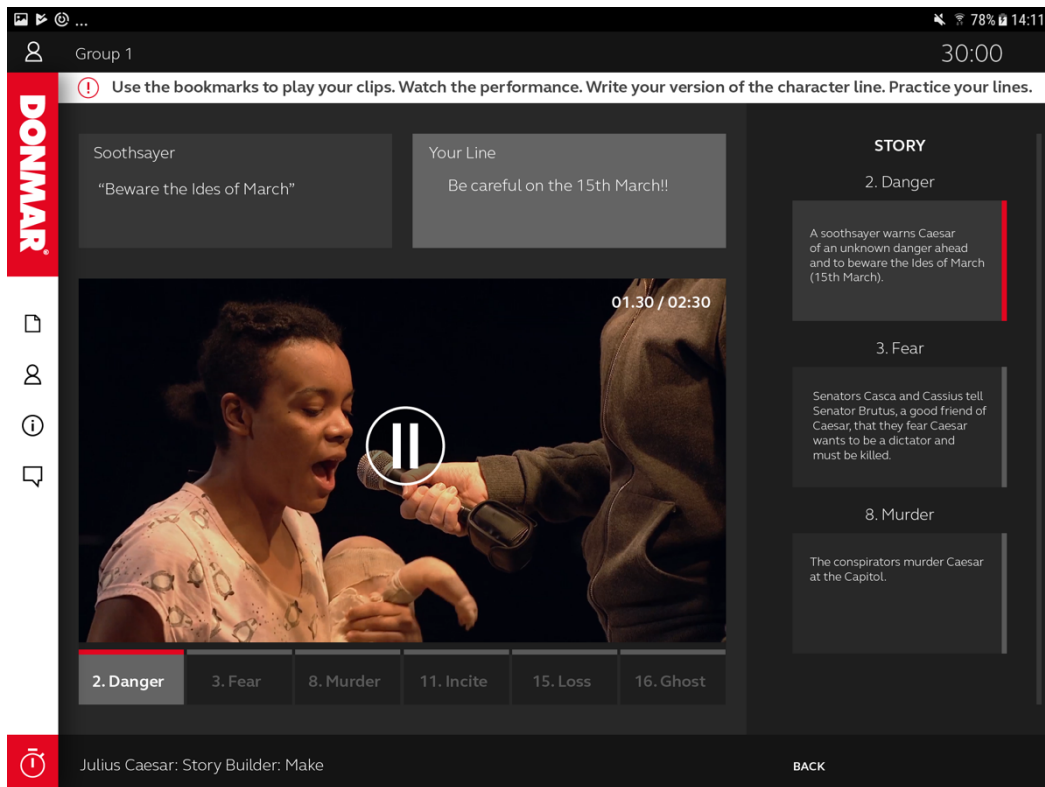 ... 78% 14:11
Group 1
30:00
Use the bookmarks to play your clips. Watch the performance. Write your version of the character line. Practice your lines.
DONMAR®
Soothsayer
“Beware the Ides of March”
Your Line
Be careful on the 15th March!!
01.30 / 02:30
2. Danger
3. Fear
8. Murder
11. Incite
15. Loss
16. Ghost
STORY
2. Danger
A soothsayer warns Caesar
of an unknown danger ahead
and to beware the Ides of March
(15th March).
3. Fear
Senators Casca and Cassius tell
Senator Brutus, a good friend of
Caesar, that they fear Caesar
wants to be a dictator and
must be killed.
8. Murder
The conspirators murder Caesar
at the Capitol.
Julius Caesar: Story Builder: Make
BACK